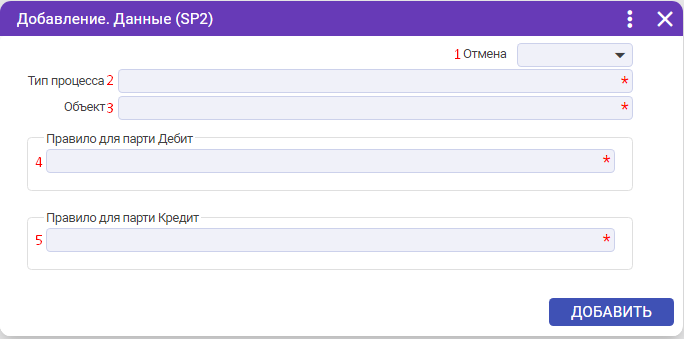 Добавление. Данные (SP2)
1 Отмена
Тип процесса 2 *
Объект 3 *
Правило для парти Дебит
4 *
Правило для парти Кредит
5 *
ДОБАВИТЬ